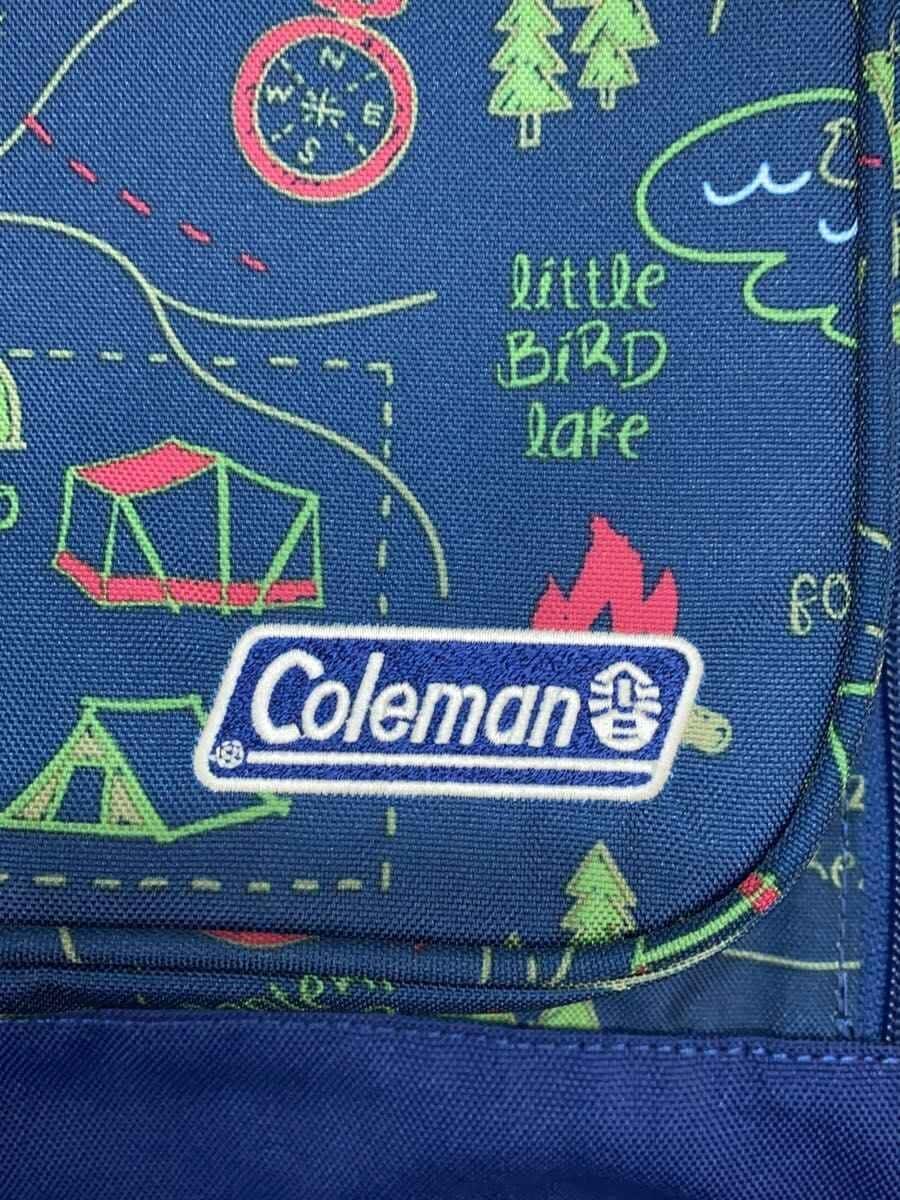 N
W E
S
little
BiRD
lake
Coleman